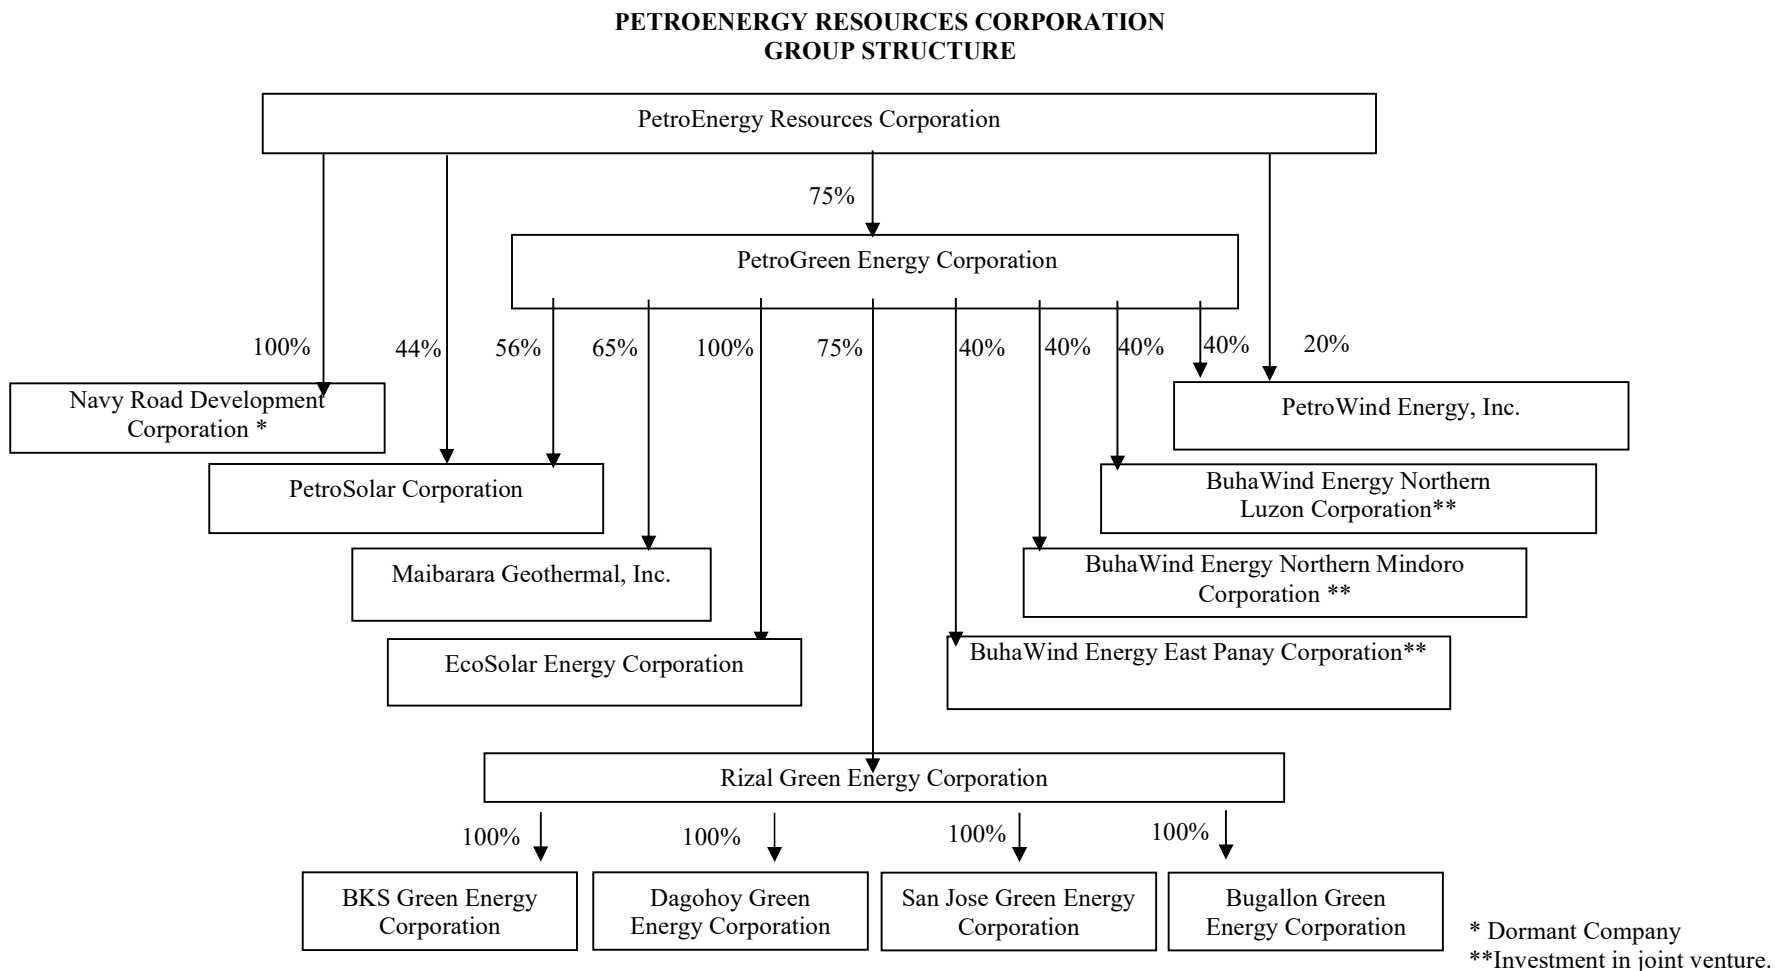 PETROENERGY RESOURCES CORPORATION
GROUP STRUCTURE
PetroEnergy Resources Corporation
75%
PetroGreen Energy Corporation
100%
44%
56%
65%
100%
75%
40%
40%
40%
40%
20%
Navy Road Development
Corporation *
PetroWind Energy, Inc.
PetroSolar Corporation
BuhaWind Energy Northern
Luzon Corporation**
Maibarara Geothermal, Inc.
BuhaWind Energy Northern Mindoro
Corporation **
EcoSolar Energy Corporation
BuhaWind Energy East Panay Corporation**
Rizal Green Energy Corporation
100%
100%
100%
100%
BKS Green Energy
Corporation
Dagohoy Green
Energy Corporation
San Jose Green Energy
Corporation
Bugallon Green
Energy Corporation
* Dormant Company
**Investment in joint venture.